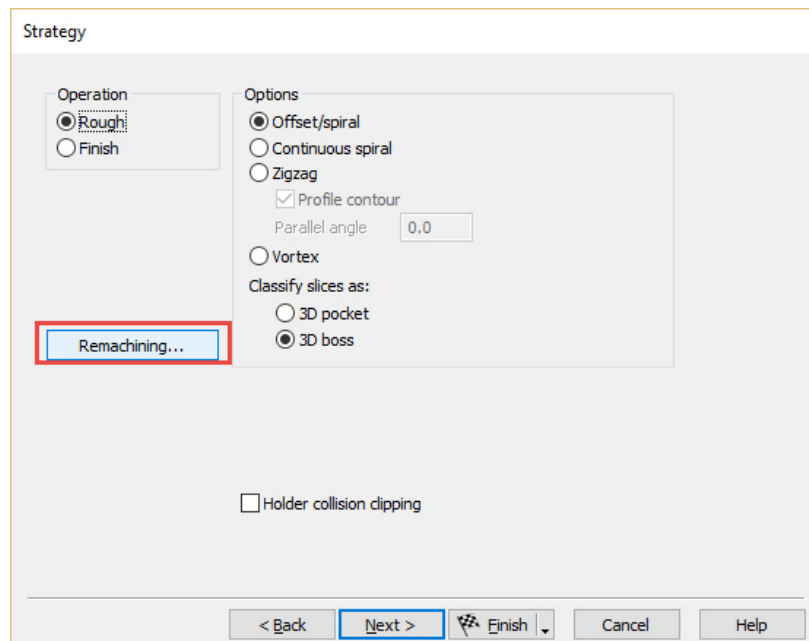 Strategy
Operation
Rough
Finish
Options
Offset/spiral
Continuous spiral
Zigzag
Profile contour
Parallel angle 0.0
Vortex
Classify slices as:
3D pocket
3D boss
Remachining...
Holder collision clipping
< Back Next > Finish Cancel Help